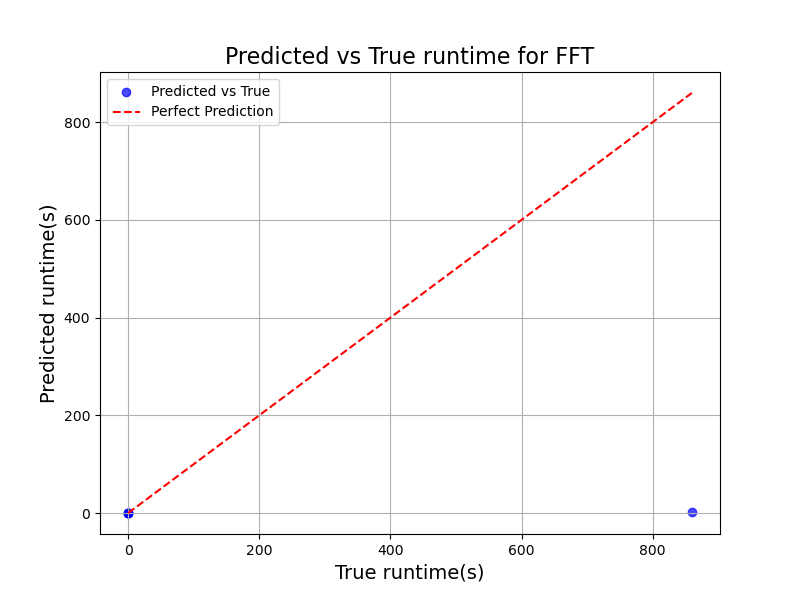 Predicted vs True runtime for FFT
Predicted vs True
Perfect Prediction
Predicted runtime(s)
800
600
400
200
0
0 200 400 600 800
True runtime(s)